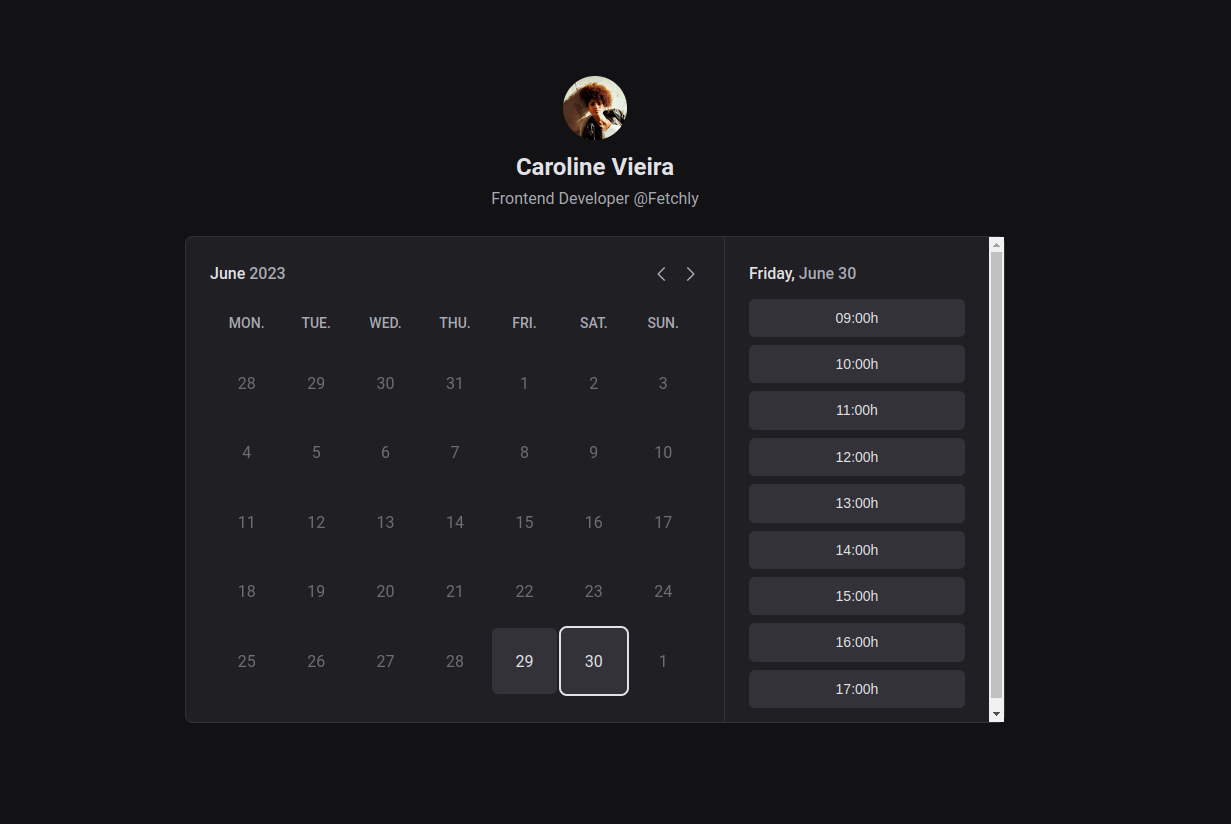 Caroline Vieira
Frontend Developer @Fetchly
June 2023
MON. TUE. WED. THU. FRI. SAT. SUN.
28 29 30 31 1 2 3
4 5 6 7 8 9 10
11 12 13 14 15 16 17
18 19 20 21 22 23 24
25 26 27 28 29 30 1
Friday, June 30
09:00h
10:00h
11:00h
12:00h
13:00h
14:00h
15:00h
16:00h
17:00h